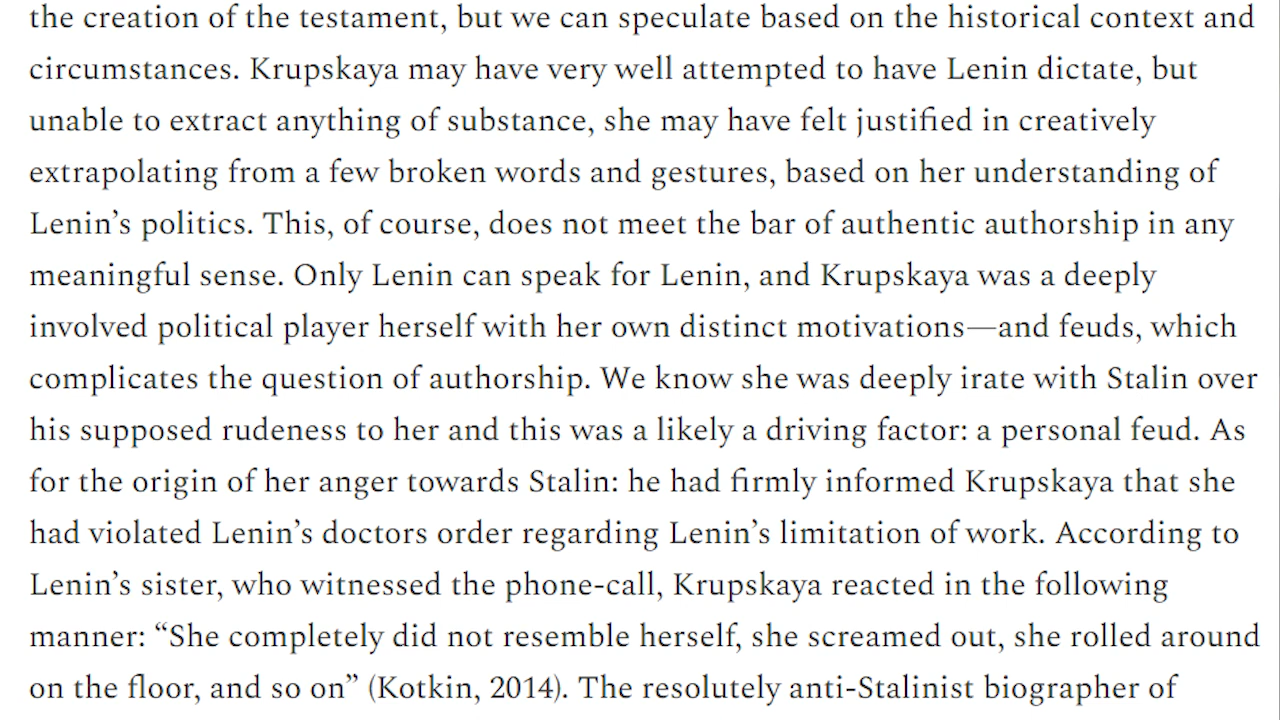 the creation of the testament, but we can speculate based on the historical context and
circumstances. Krupskaya may have very well attempted to have Lenin dictate, but
unable to extract anything of substance, she may have felt justified in creatively
extrapolating from a few broken words and gestures, based on her understanding of
Lenin’s politics. This, of course, does not meet the bar of authentic authorship in any
meaningful sense. Only Lenin can speak for Lenin, and Krupskaya was a deeply
involved political player herself with her own distinct motivations—and feuds, which
complicates the question of authorship. We know she was deeply irate with Stalin over
his supposed rudeness to her and this was a likely a driving factor: a personal feud. As
for the origin of her anger towards Stalin: he had firmly informed Krupskaya that she
had violated Lenin’s doctors order regarding Lenin’s limitation of work. According to
Lenin’s sister, who witnessed the phone-call, Krupskaya reacted in the following
manner: “She completely did not resemble herself, she screamed out, she rolled around
on the floor, and so on” (Kotkin, 2014). The resolutely anti-Stalinist biographer of